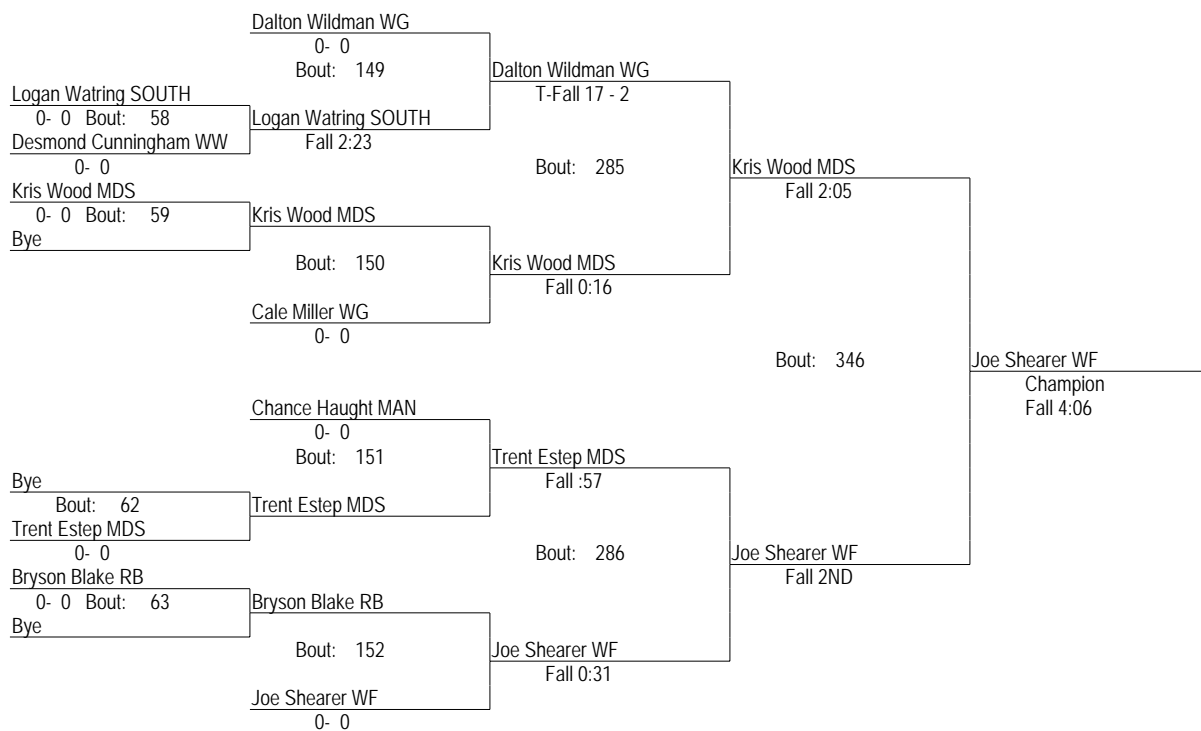 Dalton Wildman WG
0- 0
Bout: 149
Dalton Wildman WG
T-Fall 17 - 2
Logan Watring SOUTH
0- 0 Bout: 58
Logan Watring SOUTH
Fall 2:23
Desmond Cunningham WW
0- 0
Bout: 285
Kris Wood MDS
Fall 2:05
Kris Wood MDS
0- 0 Bout: 59
Kris Wood MDS
Bye
Bout: 150
Kris Wood MDS
Fall 0:16
Cale Miller WG
0- 0
Bout: 346
Joe Shearer WF
Champion
Fall 4:06
Chance Haught MAN
0- 0
Bout: 151
Trent Estep MDS
Fall :57
Bye
Bout: 62
Trent Estep MDS
Trent Estep MDS
0- 0
Bout: 286
Joe Shearer WF
Fall 2ND
Bryson Blake RB
0- 0 Bout: 63
Bryson Blake RB
Bye
Bout: 152
Joe Shearer WF
Fall 0:31
Joe Shearer WF
0- 0